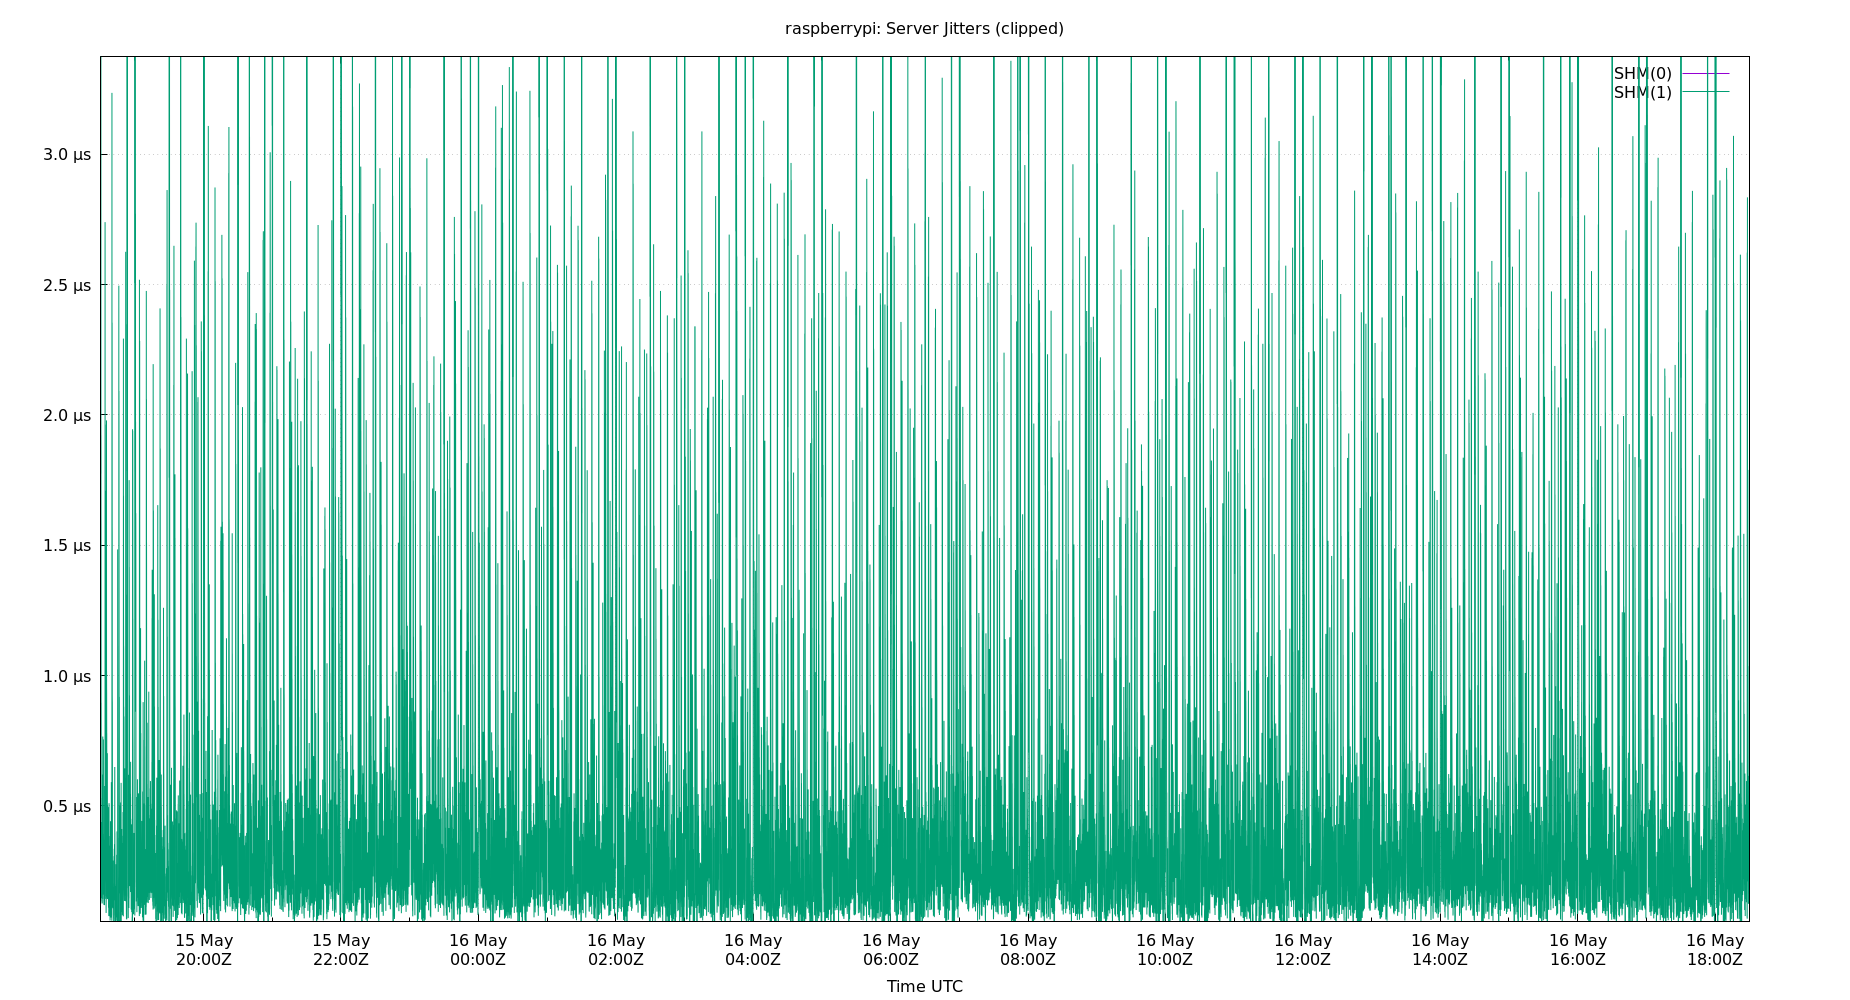 raspberrypi: Server Jitters (clipped)
SHM(0)
SHM(1)
3.0 µs
2.5 µs
2.0 µs
1.5 µs
1.0 µs
0.5 µs
15 May 15 May 16 May 16 May 16 May 16 May 16 May 16 May 16 May 16 May 16 May 16 May
20:00Z 22:00Z 00:00Z 02:00Z 04:00Z 06:00Z 08:00Z 10:00Z 12:00Z 14:00Z 16:00Z 18:00Z
Time UTC